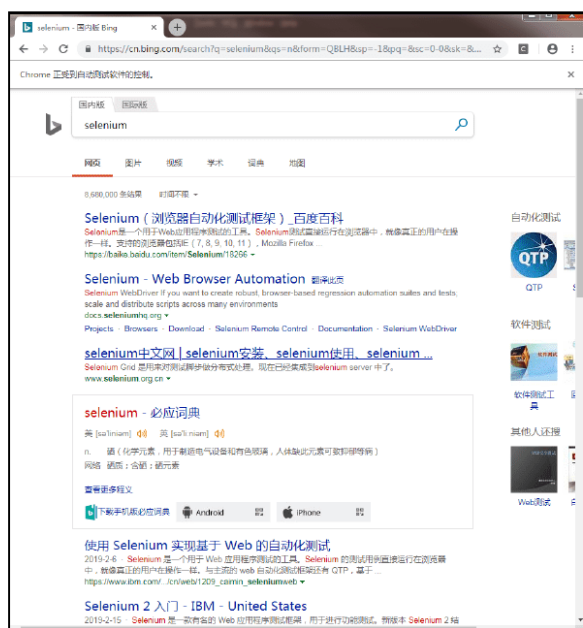 selenium - 国内版 Bing
https://cn.bing.com/search?q=selenium&qs=n&form=QBLH&sp=-1&pq=&sc=0-0&sk=&...
Chrome 正受到自动测试软件的控制。
国内版 国际版
selenium
网页 图片 视频 学术 词典 地图
8,680,000 条结果 时间不限
Selenium（浏览器自动化测试框架）_百度百科
Selenium是一个用于Web应用程序测试的工具。Selenium测试直接运行在浏览器中，就像真正的用户在操
作一样。支持的浏览器包括IE（7, 8, 9, 10, 11），Mozilla Firefox ...
https://baike.baidu.com/item/Selenium/18266
Selenium - Web Browser Automation 翻译此页
Selenium WebDriver If you want to create robust, browser-based regression automation suites and tests;
scale and distribute scripts across many environments
docs.seleniumhq.org
Projects · Browsers · Download · Selenium Remote Control · Documentation · Selenium WebDriver
selenium中文网 | selenium安装、selenium使用、selenium ...
Selenium Grid 是用来对测试脚步做分布式处理。现在已经集成到selenium server 中了。
www.selenium.org.cn
selenium - 必应词典
英 [sə'liniəm] 美 [sə'li:niəm]
n. 硒（化学元素，用于制造电气设备和有色玻璃，人体缺此元素可致抑郁等病）
网络 硒质；含硒；硒元素
查看更多释义
下载手机版必应词典 Android iPhone
使用 Selenium 实现基于 Web 的自动化测试
2019-2-6 · Selenium 是一个用于 Web 应用程序测试的工具。Selenium 的测试用例直接运行在浏览器
中，就像真正的用户在操作一样。与主流的 web 自动化测试框架还有 QTP，基于 ...
https://www.ibm.com/.../cn/web/1209_caimin_seleniumweb
Selenium 2 入门 - IBM - United States
2019-2-15 · Selenium 是一款有名的 Web 应用程序测试框架，用于进行功能测试。新版本 Selenium 2 结
自动化测试
QTP
QTP
软件测试
软件测试工
具
其他人还搜
Web测试